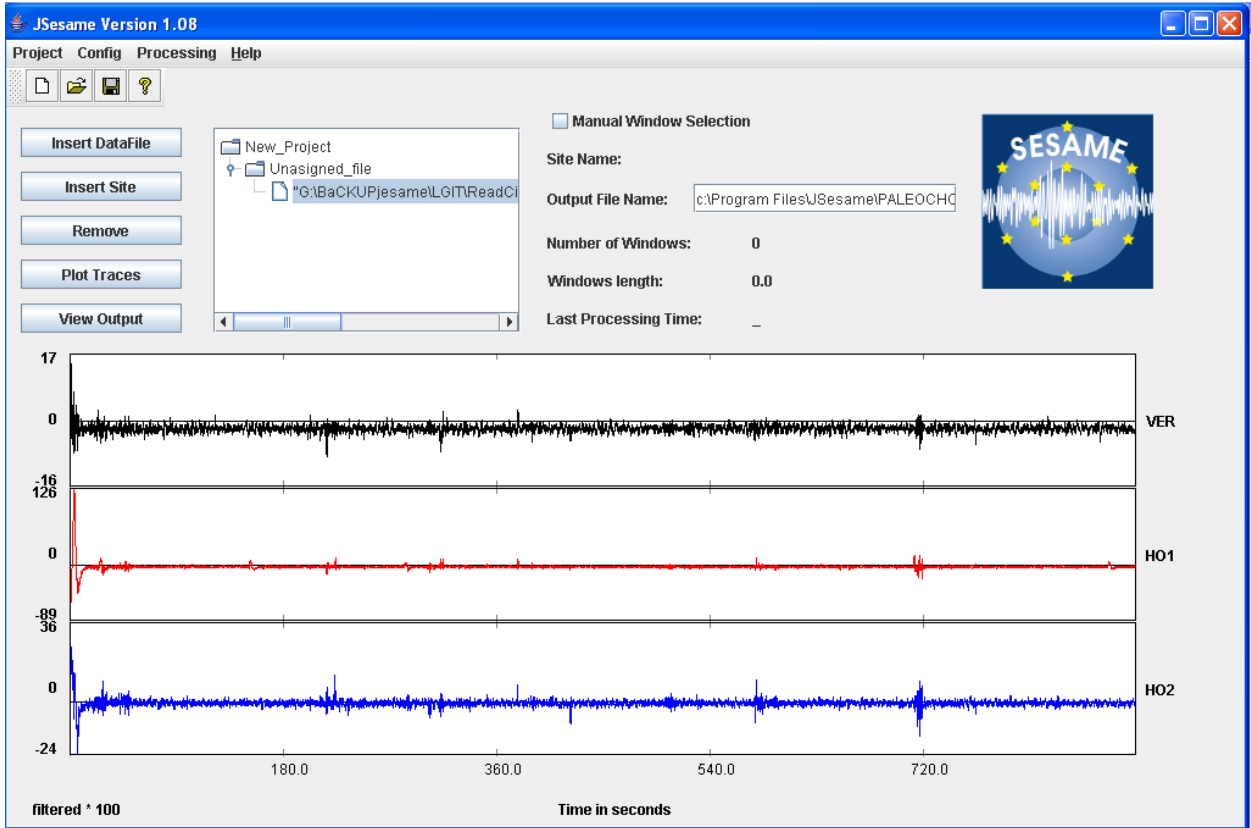 JSesame Version 1.08
Project Config Processing Help
Insert DataFile
Insert Site
Remove
Plot Traces
View Output
New_Project
Unasigned_file
"G:\BaCKUPjesame\LGIT\ReadCi
Manual Window Selection
Site Name:
Output File Name: c:\Program Files\JSesame\PALEOCHO
Number of Windows: 0
Windows length: 0.0
Last Processing Time: _
SESAME
17
0
-16
VER
126
0
-89
HO1
36
0
-24
HO2
180.0 360.0 540.0 720.0
filtered * 100 Time in seconds